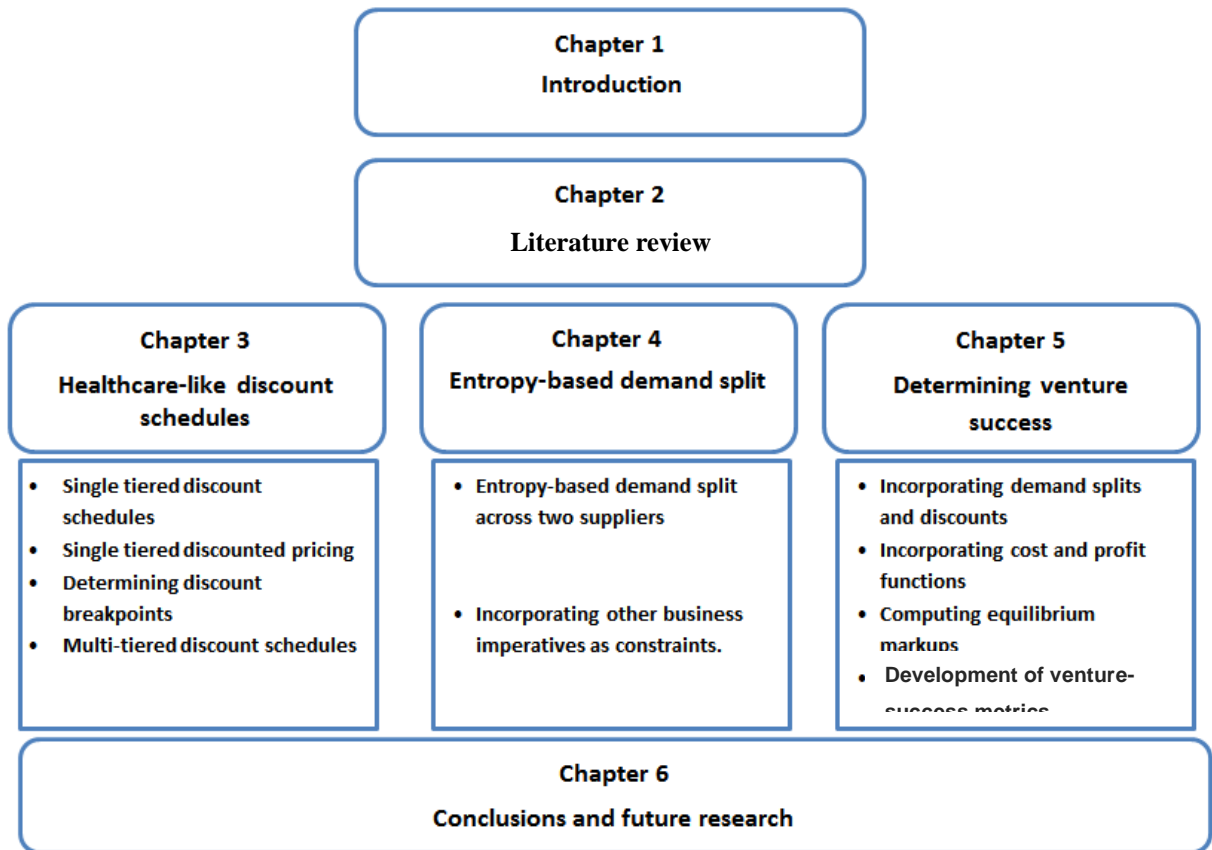 Chapter 1
Introduction
Chapter 2
Literature review
Chapter 3
Healthcare-like discount
schedules
• Single tiered discount
schedules
• Single tiered discounted pricing
• Determining discount
breakpoints
• Multi-tiered discount schedules
Chapter 4
Entropy-based demand split
• Entropy-based demand split
across two suppliers
• Incorporating other business
imperatives as constraints.
Chapter 5
Determining venture
success
• Incorporating demand splits
and discounts
• Incorporating cost and profit
functions
• Computing equilibrium
markups
• Development of venture-
success metrics
Chapter 6
Conclusions and future research